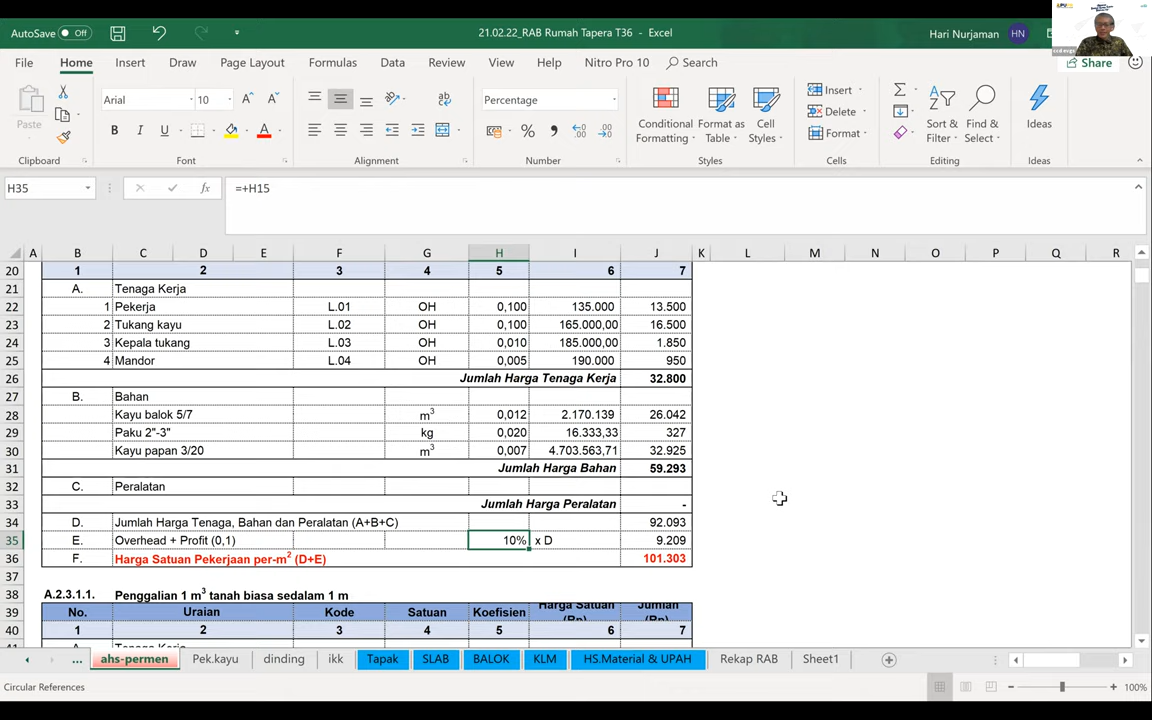 AutoSave Off 21.02.22_RAB Rumah Tapera T36 - Excel Hari Nurjaman HN
File Home Insert Draw Page Layout Formulas Data Review View Help Nitro Pro 10 Search Share
Paste Arial 10 Percentage Insert Delete Format
Conditional Formatting Format as Table Cell Styles Sort & Filter Find & Select Ideas
Clipboard Font Alignment Number Styles Cells Editing Ideas
H35 fx =+H15
A B C D E F G H I J K L M N O P Q R
20 1 2 3 4 5 6 7
21 A. Tenaga Kerja
22 1 Pekerja L.01 OH 0,100 135.000 13.500
23 2 Tukang kayu L.02 OH 0,100 165.000,00 16.500
24 3 Kepala tukang L.03 OH 0,010 185.000,00 1.850
25 4 Mandor L.04 OH 0,005 190.000 950
26 Jumlah Harga Tenaga Kerja 32.800
27 B. Bahan
28 Kayu balok 5/7 m³ 0,012 2.170.139 26.042
29 Paku 2"-3" kg 0,020 16.333,33 327
30 Kayu papan 3/20 m³ 0,007 4.703.563,71 32.925
31 Jumlah Harga Bahan 59.293
32 C. Peralatan
33 Jumlah Harga Peralatan -
34 D. Jumlah Harga Tenaga, Bahan dan Peralatan (A+B+C) 92.093
35 E. Overhead + Profit (0,1) 10% x D 9.209
36 F. Harga Satuan Pekerjaan per-m² (D+E) 101.303
37
38 A.2.3.1.1. Penggalian 1 m³ tanah biasa sedalam 1 m
39 No. Uraian Kode Satuan Koefisien Harga Satuan (Rp) Jumlah (Rp)
40 1 2 3 4 5 6 7
... ahs-permen Pek.kayu dinding ikk Tapak SLAB BALOK KLM HS.Material & UPAH Rekap RAB Sheet1
Circular References 100%